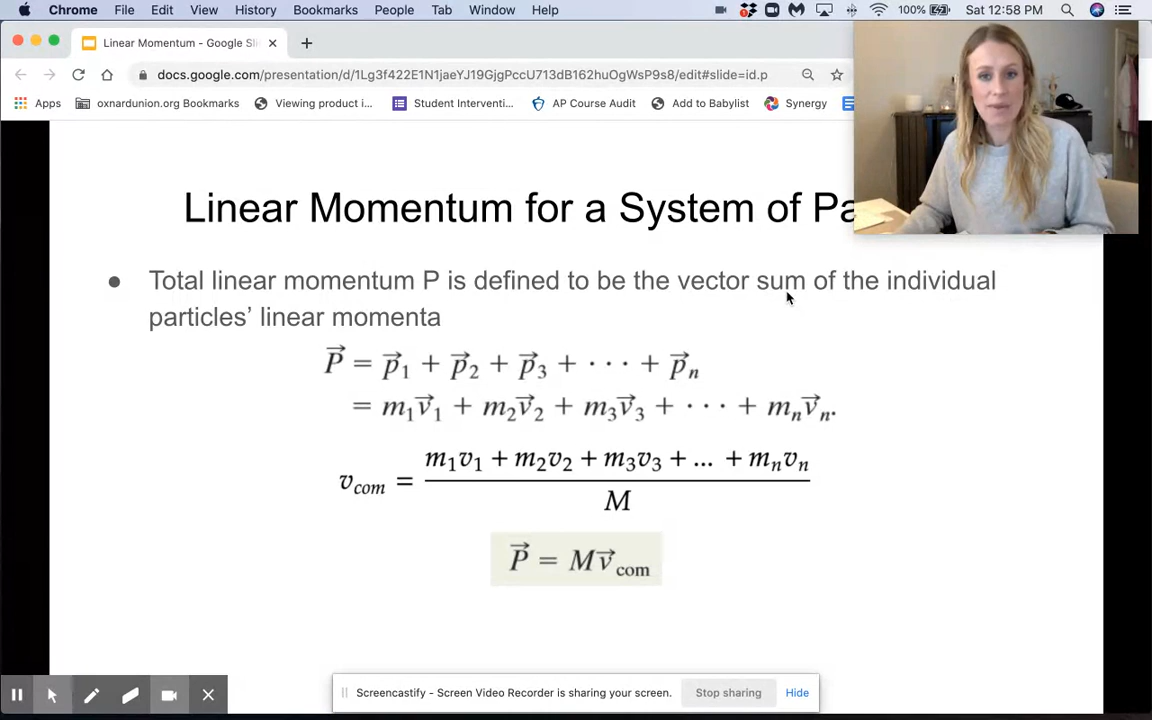 Chrome File Edit View History Bookmarks People Tab Window Help 100% Sat 12:58 PM
Linear Momentum - Google Sli
docs.google.com/presentation/d/1Lg3f422E1N1jaeYJ19GjgPccU713dB162huOgWsP9s8/edit#slide=id.p
Apps oxnardunion.org Bookmarks Viewing product i... Student Interventi... AP Course Audit Add to Babylist Synergy
Linear Momentum for a System of Pa
● Total linear momentum P is defined to be the vector sum of the individual
particles’ linear momenta
P⃗ = p⃗₁ + p⃗₂ + p⃗₃ + · · · + p⃗ₙ
= m₁v⃗₁ + m₂v⃗₂ + m₃v⃗₃ + · · · + mₙv⃗ₙ.
v_com = (m₁v₁ + m₂v₂ + m₃v₃ + ... + mₙvₙ) / M
P⃗ = Mv⃗_com
Screencastify - Screen Video Recorder is sharing your screen. Stop sharing Hide